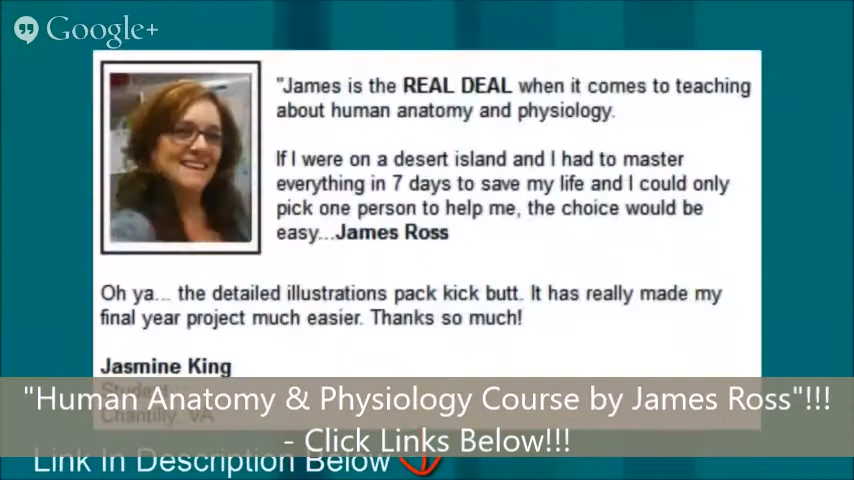 Google+
"James is the REAL DEAL when it comes to teaching
about human anatomy and physiology.
If I were on a desert island and I had to master
everything in 7 days to save my life and I could only
pick one person to help me, the choice would be
easy...James Ross
Oh ya... the detailed illustrations pack kick butt. It has really made my
final year project much easier. Thanks so much!
Jasmine King
Student
Chantilly, VA
"Human Anatomy & Physiology Course by James Ross"!!!
- Click Links Below!!!
Link In Description Below